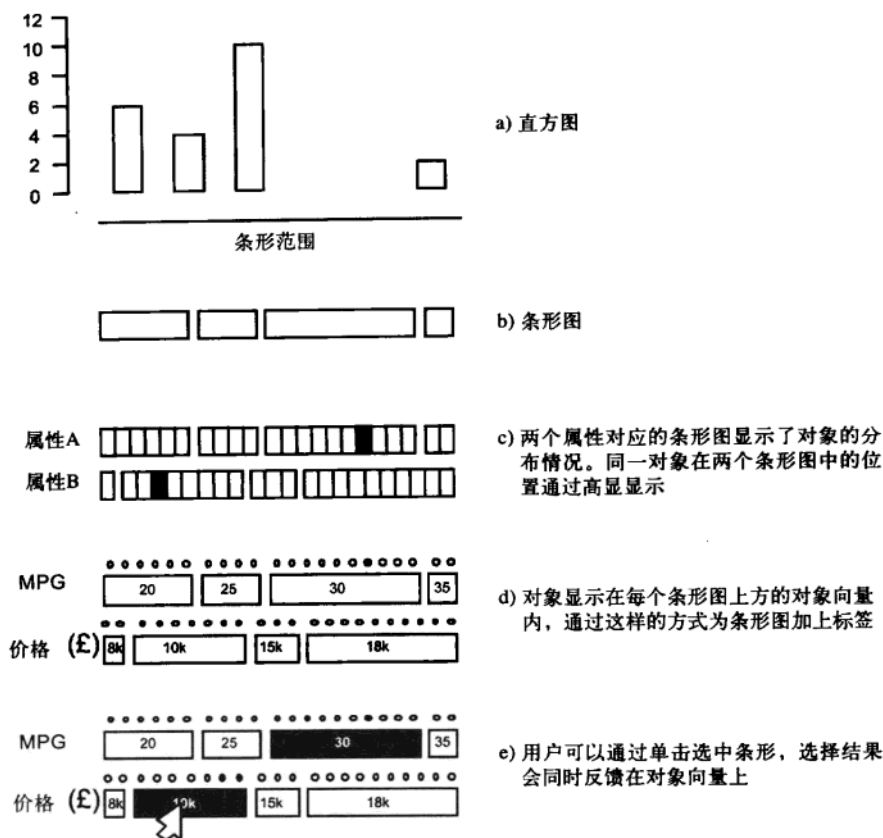 12
10
8
6
4
2
0
a) 直方图
条形范围
b) 条形图
属性A
属性B
c) 两个属性对应的条形图显示了对象的分
布情况。同一对象在两个条形图中的位
置通过高显显示
MPG
20 25 30 35
价格 (£) 8k 10k 15k 18k
d) 对象显示在每个条形图上方的对象向量
内，通过这样的方式为条形图加上标签
MPG
20 25 30 35
价格 (£) 8k 10k 15k 18k
e) 用户可以通过单击选中条形，选择结果
会同时反馈在对象向量上